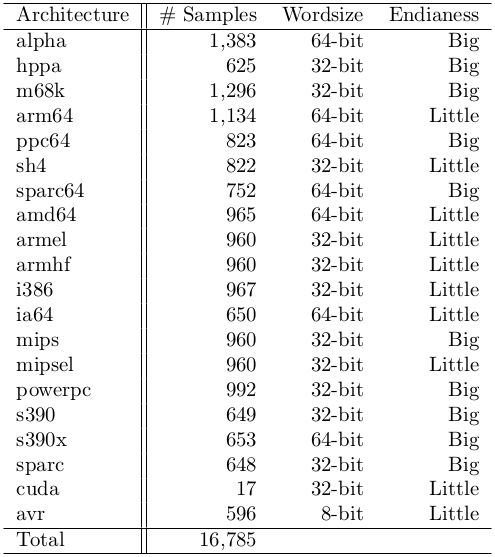 Architecture # Samples Wordsize Endianess
alpha 1,383 64-bit Big
hppa 625 32-bit Big
m68k 1,296 32-bit Big
arm64 1,134 64-bit Little
ppc64 823 64-bit Big
sh4 822 32-bit Little
sparc64 752 64-bit Big
amd64 965 64-bit Little
armel 960 32-bit Little
armhf 960 32-bit Little
i386 967 32-bit Little
ia64 650 64-bit Little
mips 960 32-bit Big
mipsel 960 32-bit Little
powerpc 992 32-bit Big
s390 649 32-bit Big
s390x 653 64-bit Big
sparc 648 32-bit Big
cuda 17 32-bit Little
avr 596 8-bit Little
Total 16,785